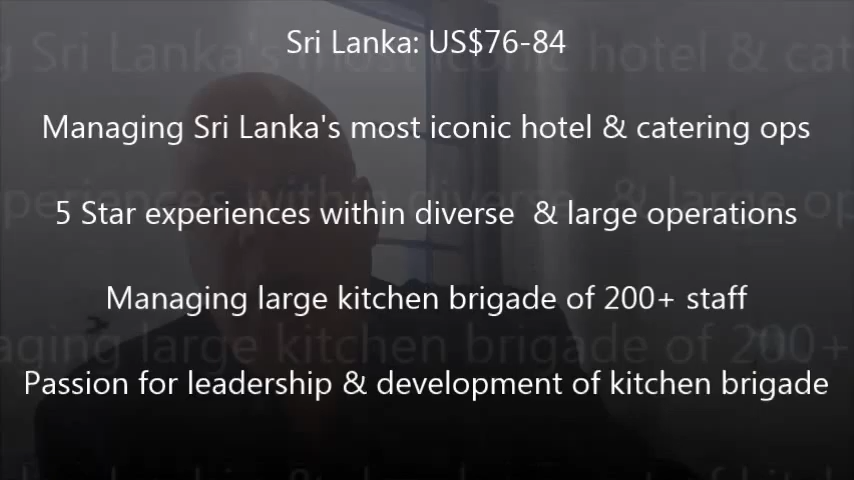 Sri Lanka: US$76-84
Managing Sri Lanka's most iconic hotel & catering ops
5 Star experiences within diverse  & large operations
Managing large kitchen brigade of 200+ staff
Passion for leadership & development of kitchen brigade